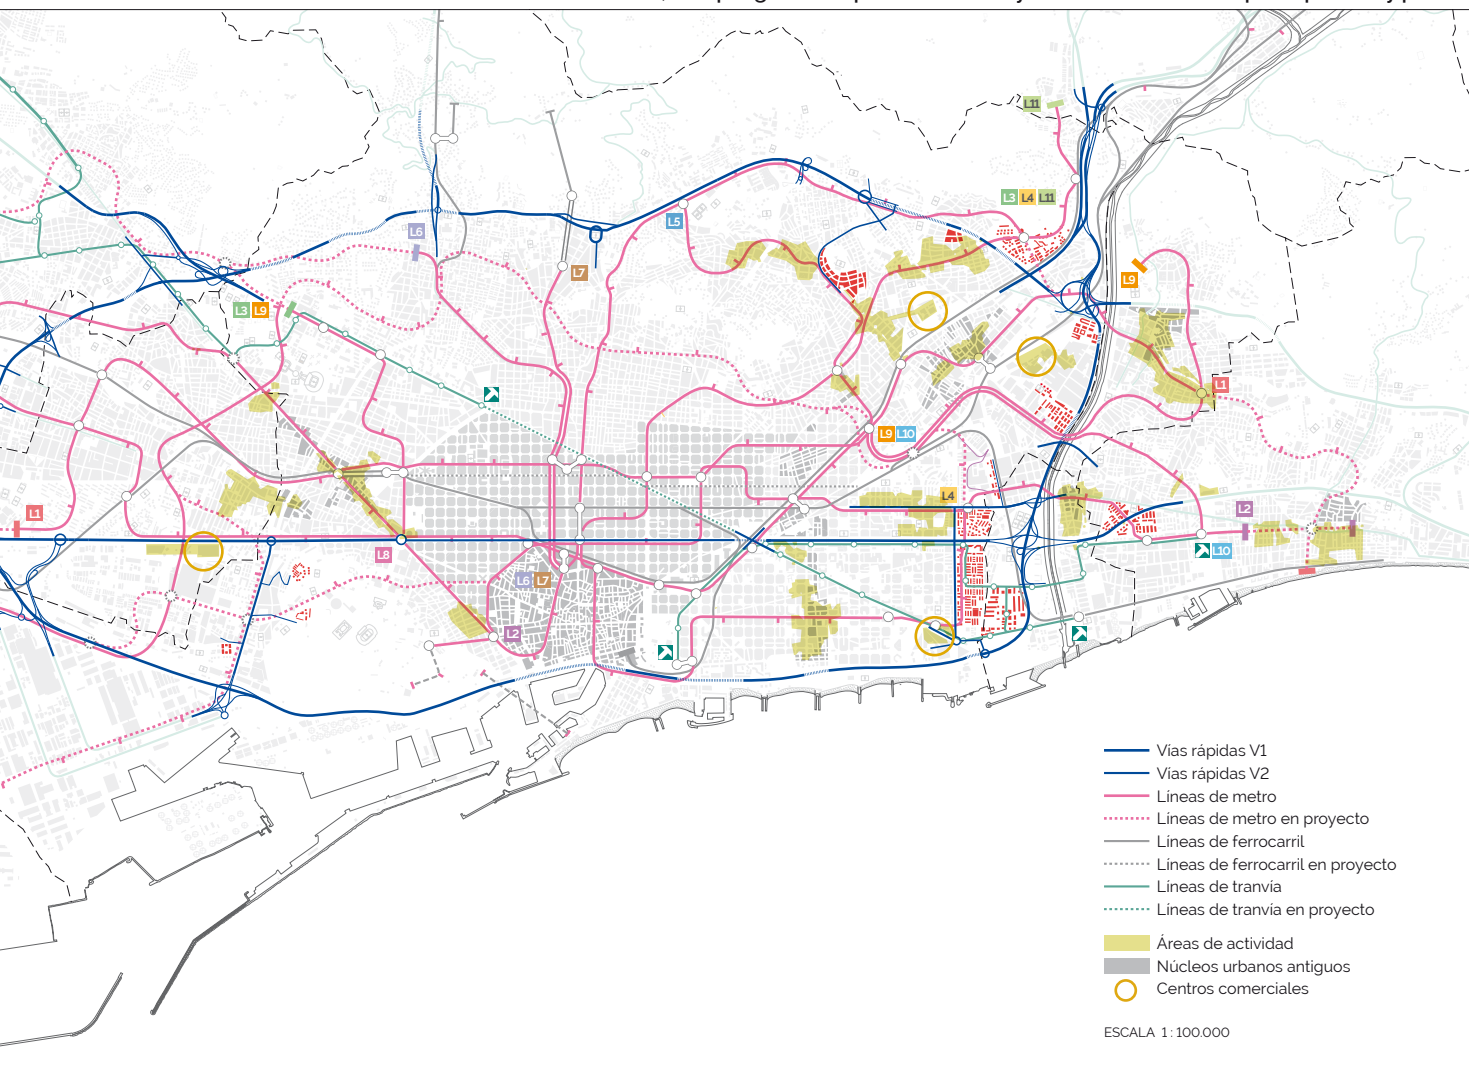 L11
L3 L4 L11
L5
L6
L7
L9
L3 L9
L1
L9 L10
L4
L1
L2
L8
L10
L6 L7
L2
Vías rápidas V1
Vías rápidas V2
Líneas de metro
Líneas de metro en proyecto
Líneas de ferrocarril
Líneas de ferrocarril en proyecto
Líneas de tranvía
Líneas de tranvía en proyecto
Áreas de actividad
Núcleos urbanos antiguos
Centros comerciales
ESCALA 1:100.000